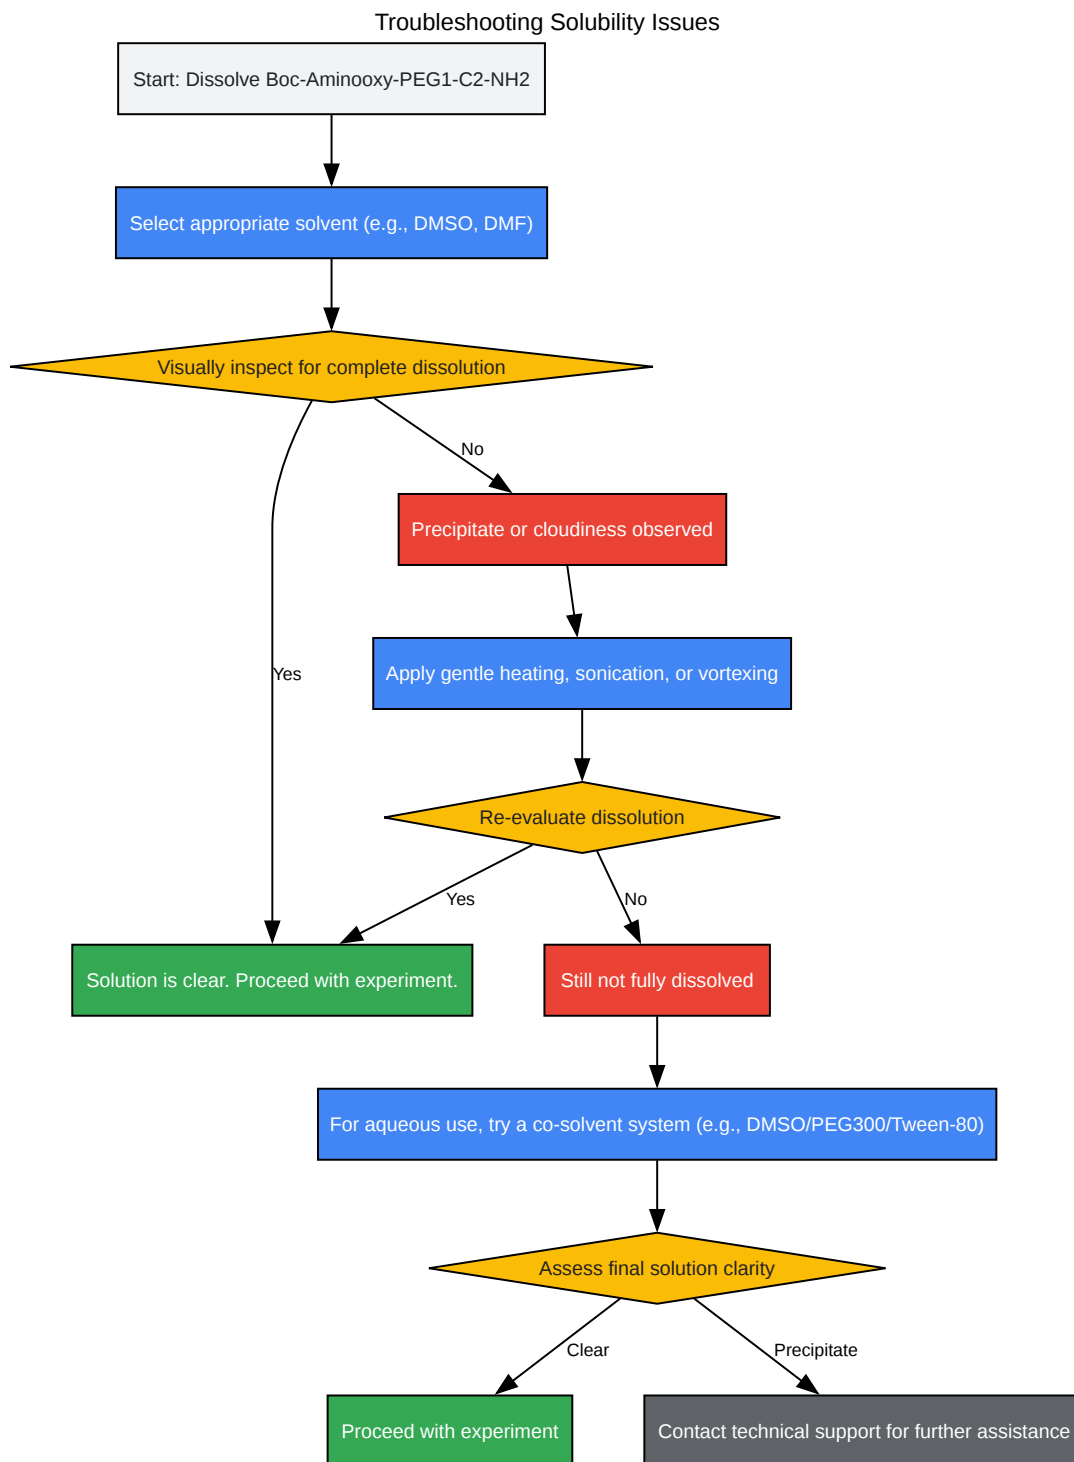 Troubleshooting Solubility Issues
Start: Dissolve Boc-Aminooxy-PEG1-C2-NH2
Select appropriate solvent (e.g., DMSO, DMF)
Visually inspect for complete dissolution
No
Precipitate or cloudiness observed
Apply gentle heating, sonication, or vortexing
Yes
Re-evaluate dissolution
Yes
No
Solution is clear. Proceed with experiment.
Still not fully dissolved
For aqueous use, try a co-solvent system (e.g., DMSO/PEG300/Tween-80)
Assess final solution clarity
Clear
Precipitate
Proceed with experiment
Contact technical support for further assistance